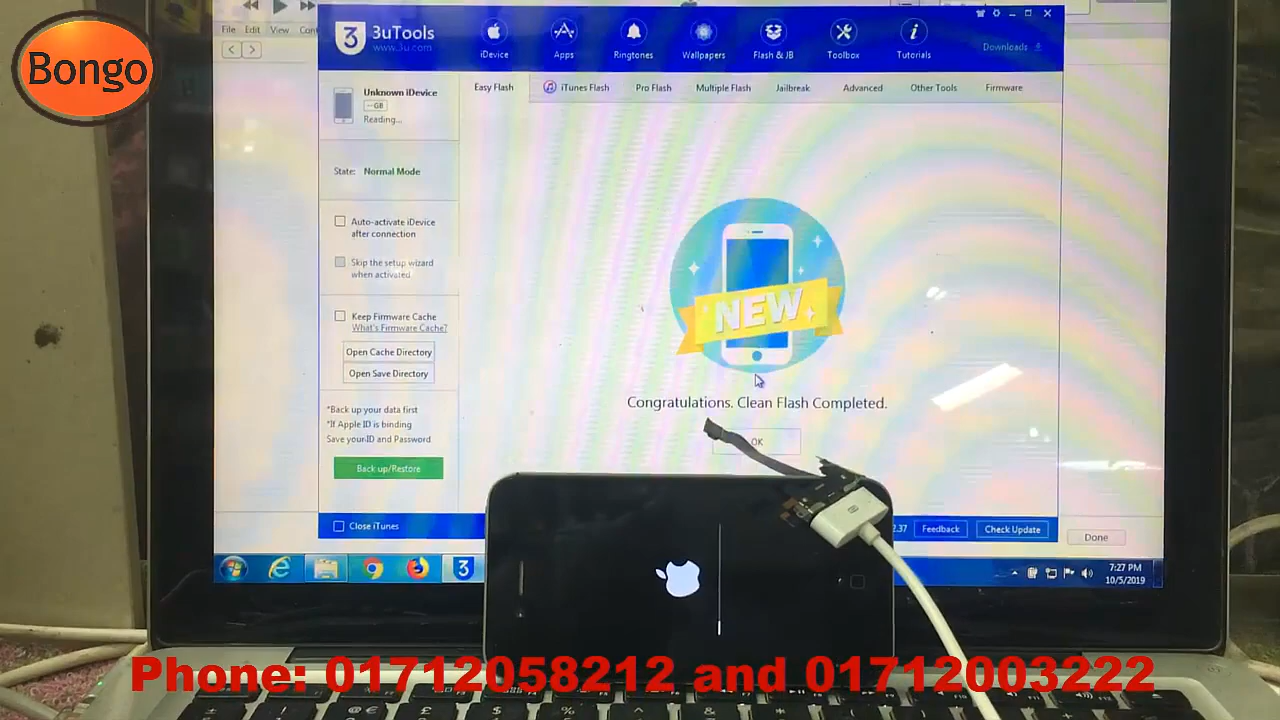 Bongo
File Edit View
3uTools
www.3u.com
iDevice
Apps
Ringtones
Wallpapers
Flash & JB
Toolbox
Tutorials
Downloads
Easy Flash
iTunes Flash
Pro Flash
Multiple Flash
Jailbreak
Advanced
Other Tools
Firmware
Unknown iDevice
-- GB
Reading...
State: Normal Mode
Auto-activate iDevice
after connection
Skip the setup wizard
when activated.
Keep Firmware Cache
What's Firmware Cache?
Open Cache Directory
Open Save Directory
*Back up your data first
*If Apple ID is binding
Save your ID and Password
Back up/Restore
NEW
Congratulations. Clean Flash Completed.
OK
Close iTunes
2.37
Feedback
Check Update
Done
7:27 PM
10/5/2019
Phone: 01712058212 and 01712003222